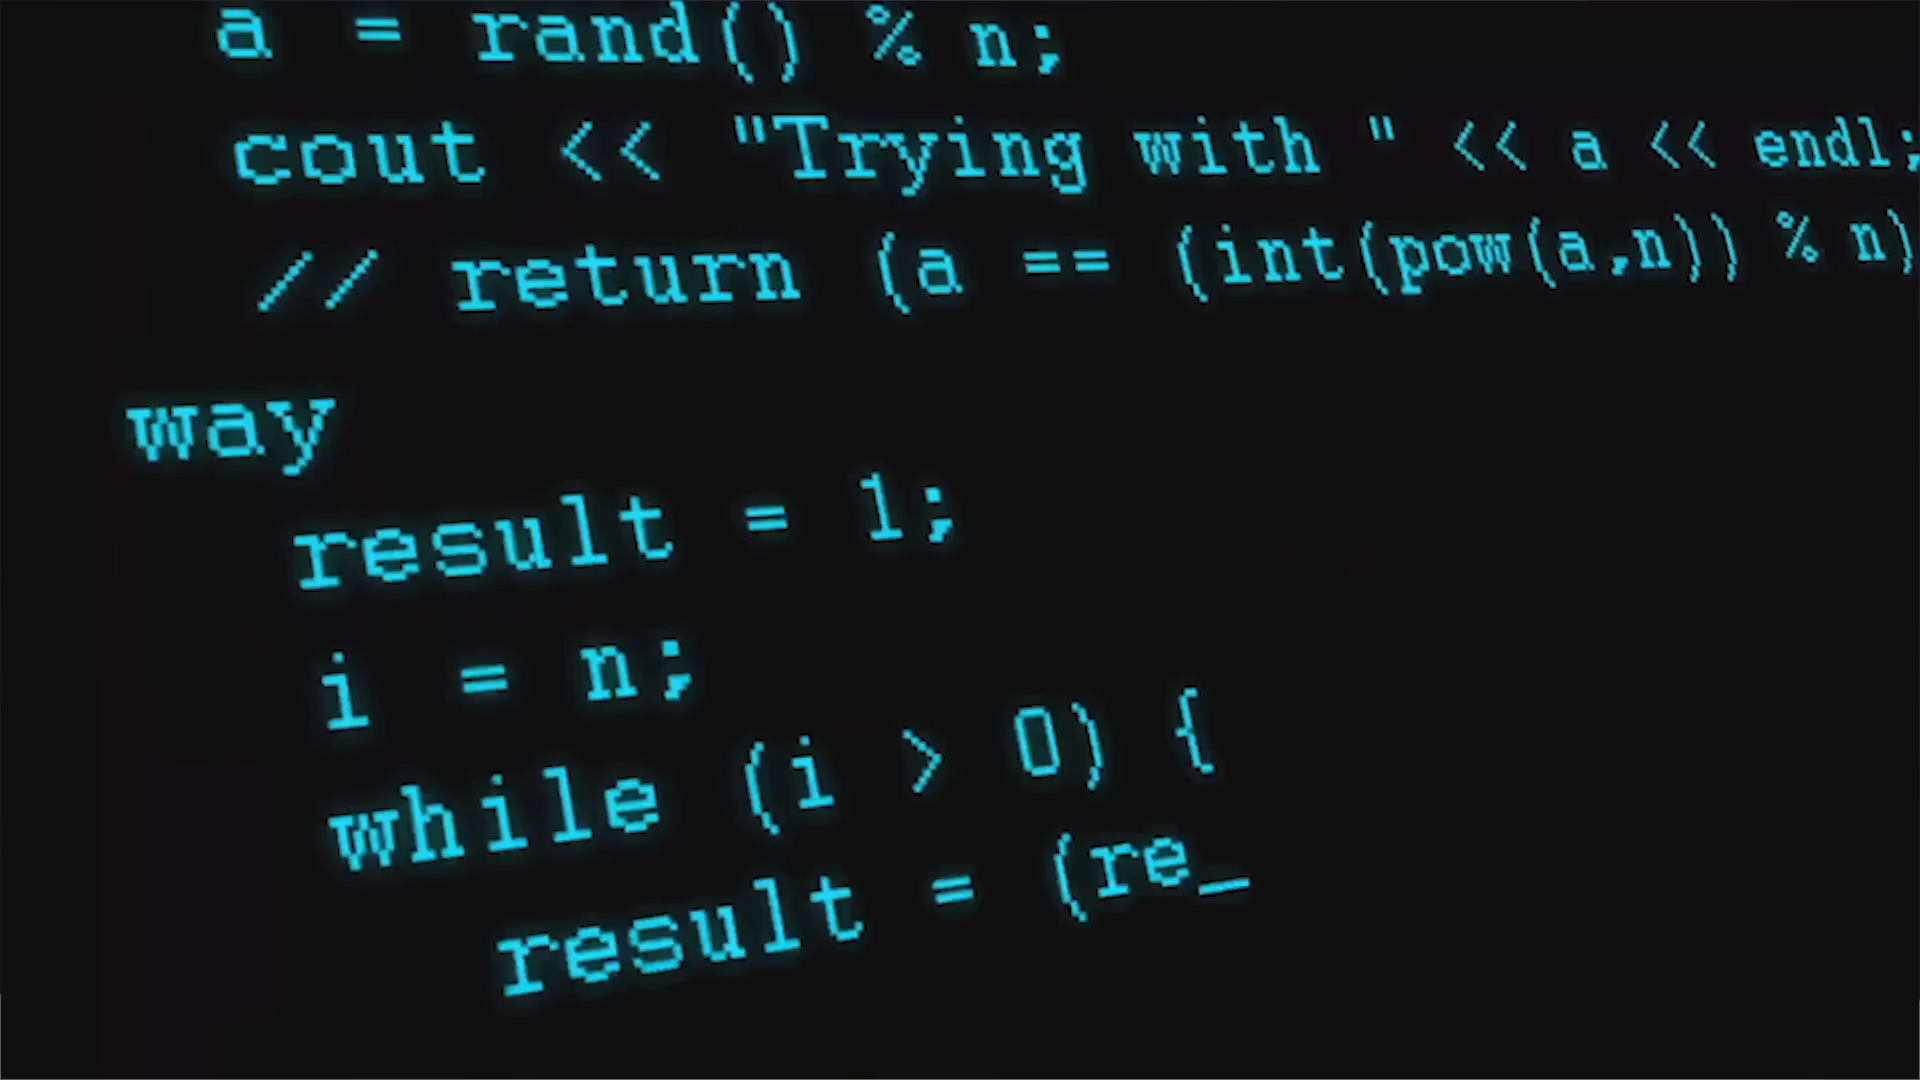 a = rand() % n;
cout << "Trying with " << a << endl;
// return (a == (int(pow(a,n)) % n)
way
result = 1;
i = n;
while (i > 0) {
result = (re_